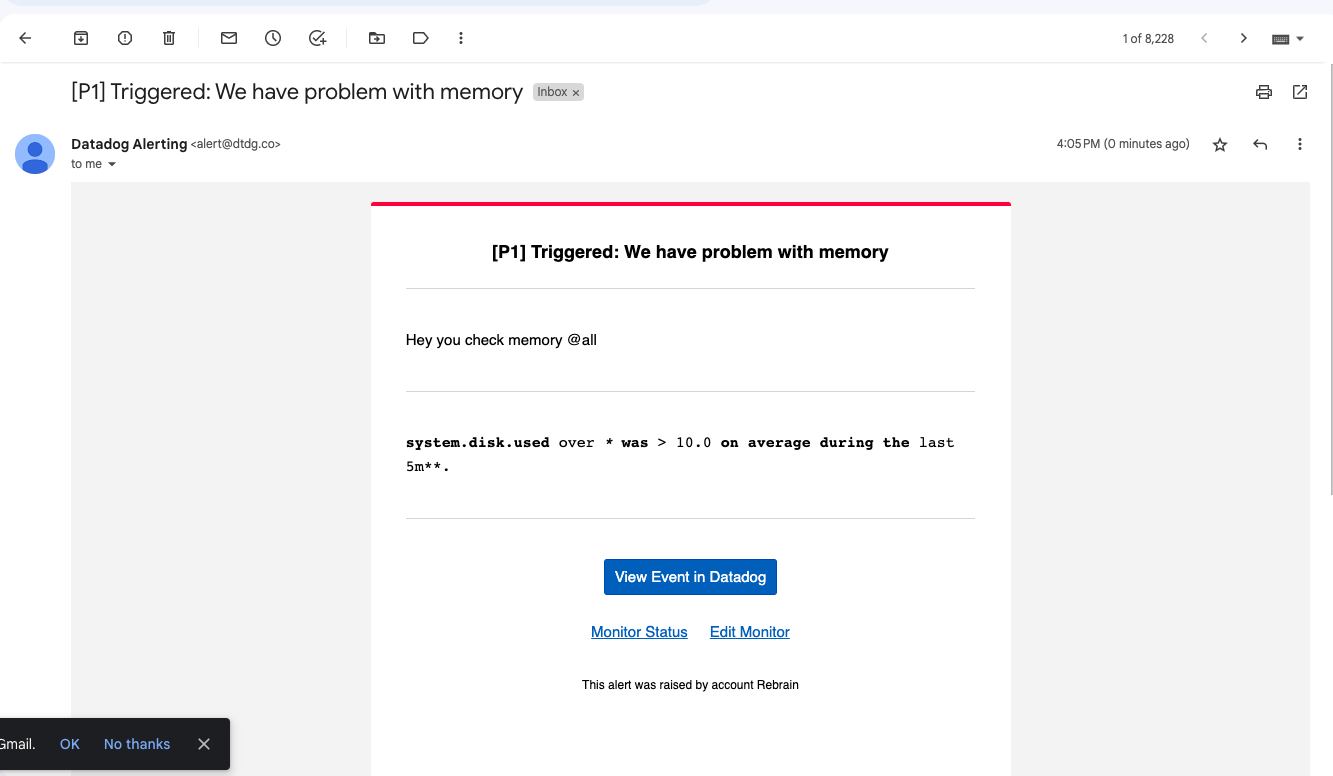 1 of 8,228
[P1] Triggered: We have problem with memory Inbox ×
Datadog Alerting <alert@dtdg.co> 4:05 PM (0 minutes ago)
to me
[P1] Triggered: We have problem with memory
Hey you check memory @all
system.disk.used over * was > 10.0 on average during the last
5m**.
View Event in Datadog
Monitor Status Edit Monitor
This alert was raised by account Rebrain
Gmail. OK No thanks